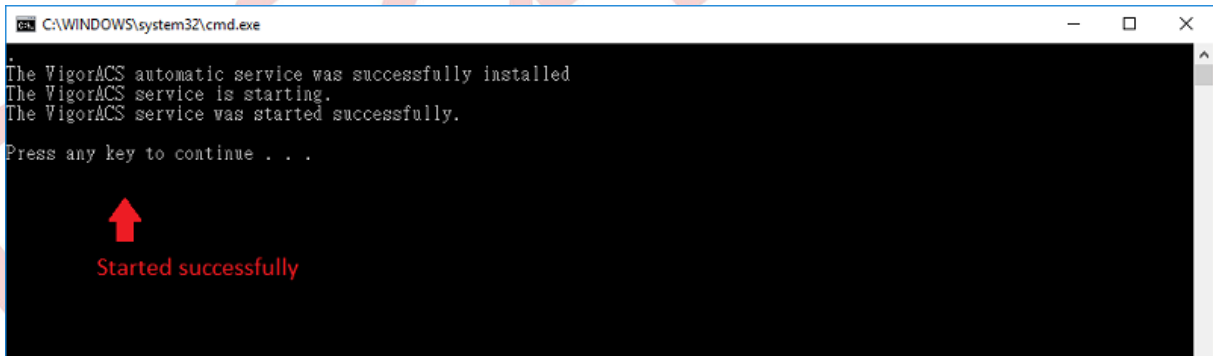 C:\WINDOWS\system32\cmd.exe
.
The VigorACS automatic service was successfully installed
The VigorACS service is starting.
The VigorACS service was started successfully.
Press any key to continue . . .
Started successfully